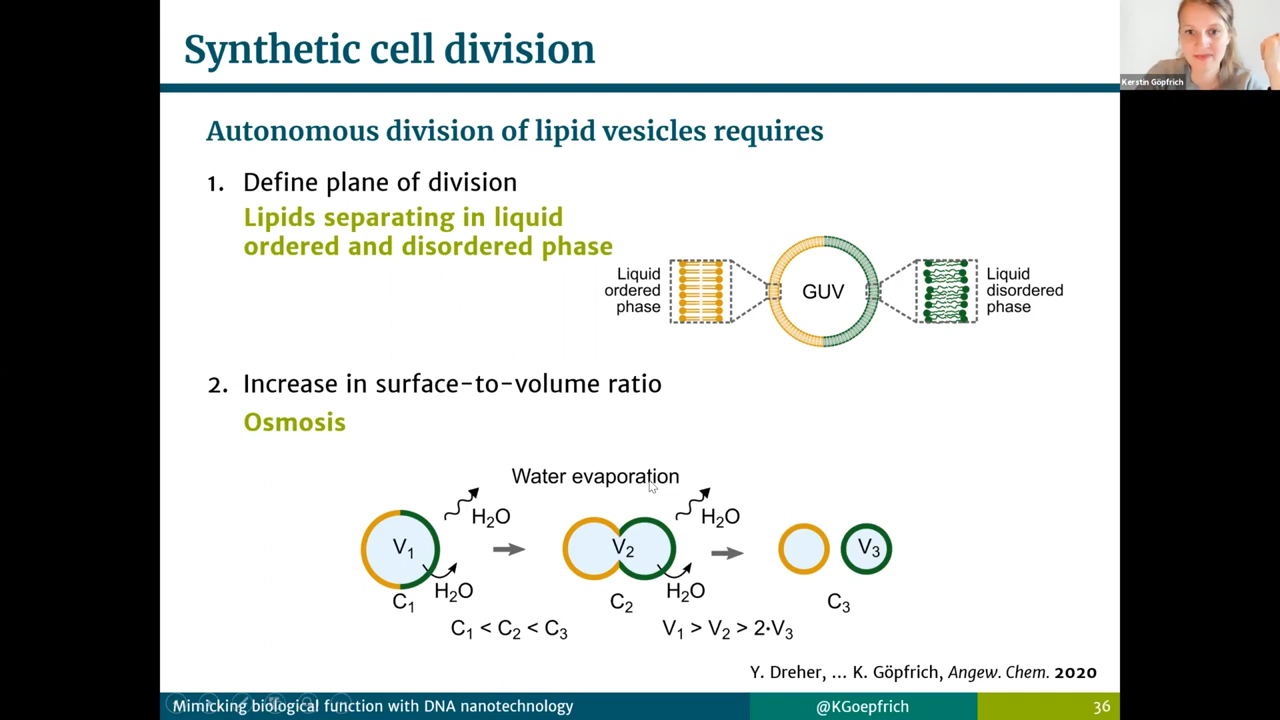 Synthetic cell division
Kerstin Göpfrich
Autonomous division of lipid vesicles requires
1. Define plane of division
Lipids separating in liquid
ordered and disordered phase
Liquid
ordered
phase
GUV
Liquid
disordered
phase
2. Increase in surface-to-volume ratio
Osmosis
Water evaporation
H₂O
H₂O
V₁
V₂
V₃
H₂O
H₂O
C₁
C₂
C₃
C₁ < C₂ < C₃
V₁ > V₂ > 2·V₃
Y. Dreher, ... K. Göpfrich, Angew. Chem. 2020
Mimicking biological function with DNA nanotechnology
@KGoepfrich
36